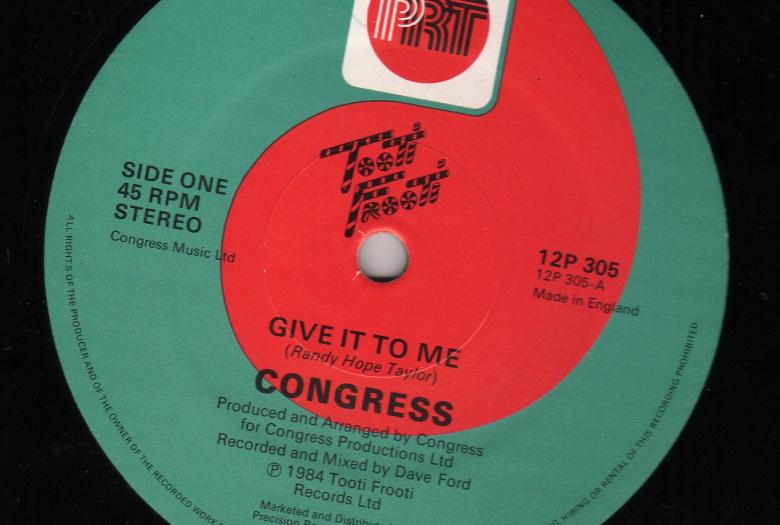 PRT
Tooti
Frooti
SIDE ONE
45 RPM
STEREO
Congress Music Ltd
12P 305
12P 305-A
Made in England
GIVE IT TO ME
(Randy Hope Taylor)
CONGRESS
Produced and Arranged by Congress
for Congress Productions Ltd
Recorded and Mixed by Dave Ford
℗ 1984 Tooti Frooti
Records Ltd
Marketed and
Precision
ALL RIGHTS OF THE PRODUCER AND OF THE OWNER OF THE RECORDED WORK
HIRING OR RENTAL OF THIS RECORDING PROHIBITED